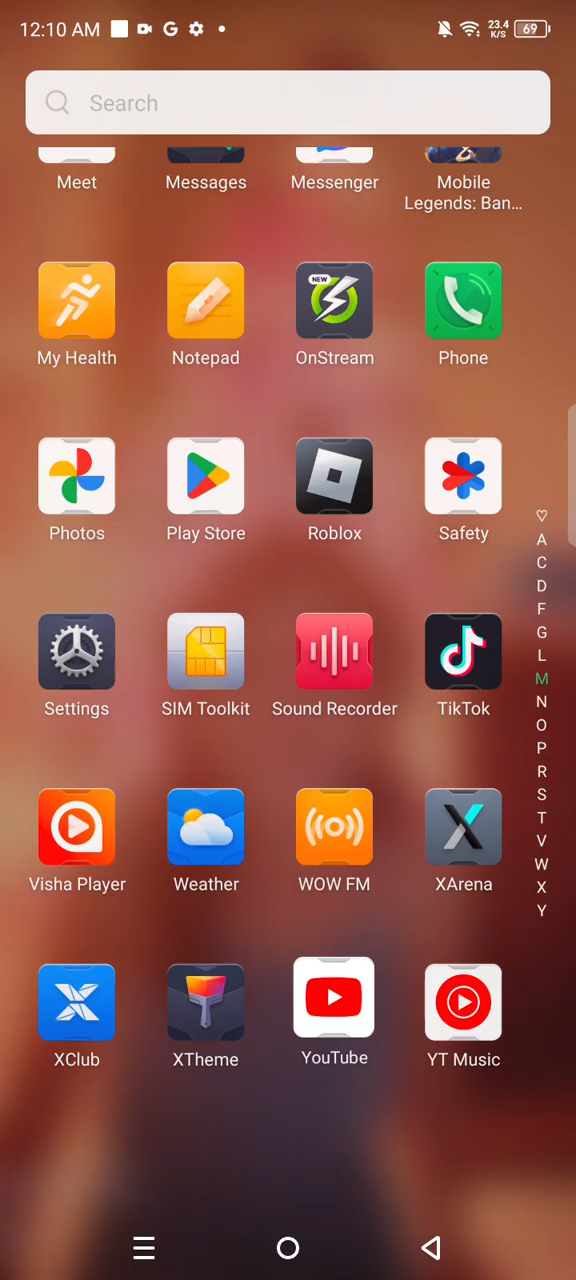 12:10 AM
23.4
K/S
69
Search
Meet
Messages
Messenger
Mobile
Legends: Ban...
My Health
Notepad
NEW
OnStream
Phone
Photos
Play Store
Roblox
Safety
Settings
SIM Toolkit
Sound Recorder
TikTok
Visha Player
Weather
WOW FM
XArena
XClub
XTheme
YouTube
YT Music
A
C
D
F
G
L
M
N
O
P
R
S
T
V
W
X
Y